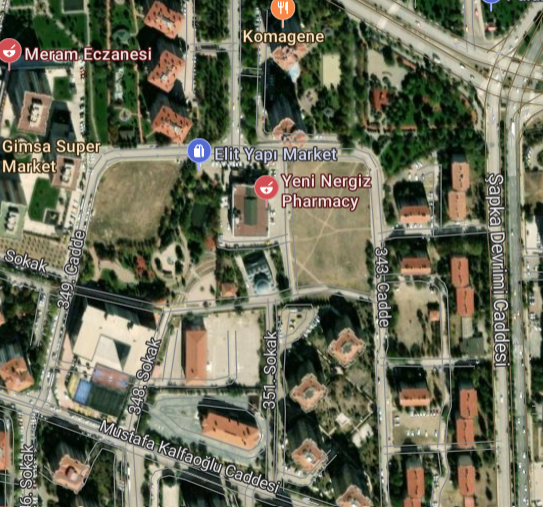 Komagene
Meram Eczanesi
Gimsa Super
Market
Elit Yapı Market
Yeni Nergiz
Pharmacy
Şapka Devrimi Caddesi
Sokak
349. Cadde
343. Cadde
348. Sokak
351. Sokak
Mustafa Kalfaoğlu Caddesi
6. Sokak